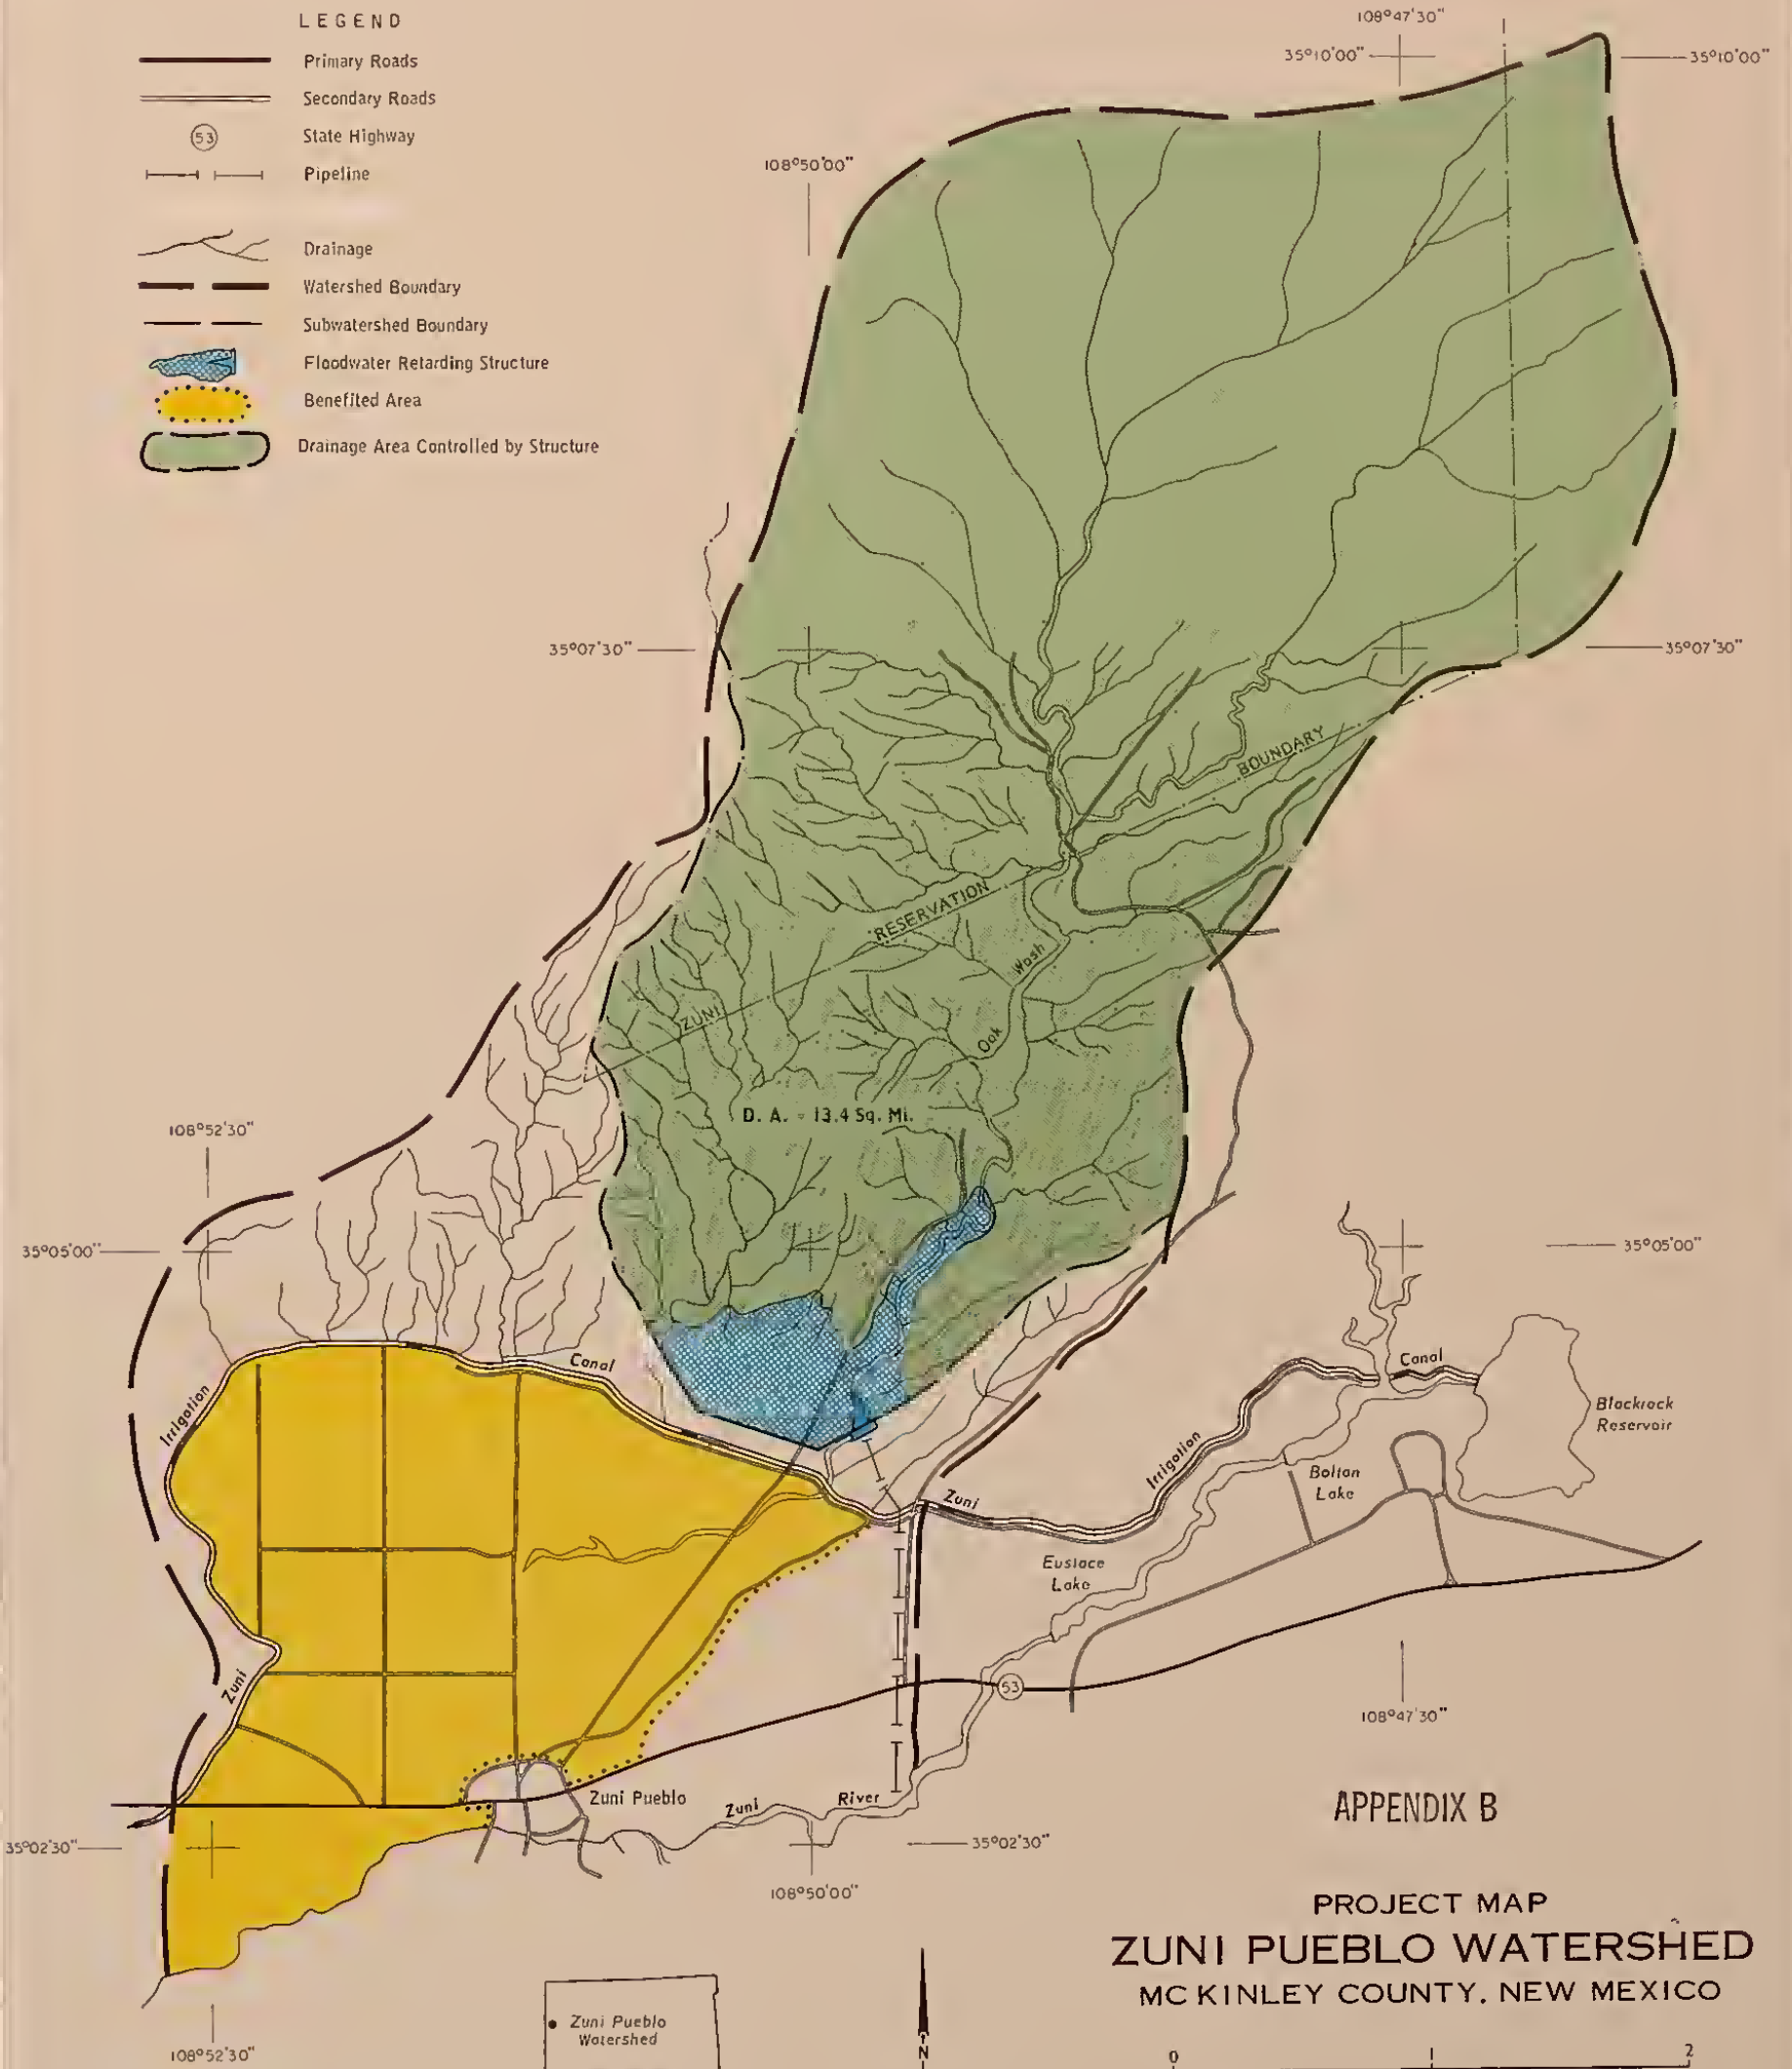 LEGEND
Primary Roads
Secondary Roads
53
State Highway
Pipeline
Drainage
Watershed Boundary
Subwatershed Boundary
Floodwater Retarding Structure
Benefited Area
Drainage Area Controlled by Structure
108°47'30"
35°10'00"
35°10'00"
108°50'00"
35°07'30"
35°07'30"
BOUNDARY
RESERVATION
ZUNI
Wash
Oak
D. A. - 13.4 Sq. Mi.
108°52'30"
35°05'00"
35°05'00"
Canal
Irrigation
Zuni
Canal
Blackrock
Reservoir
Irrigation
Bolton
Lake
Zuni
Eustace
Lake
53
108°47'30"
Zuni Pueblo
Zuni
River
35°02'30"
35°02'30"
108°50'00"
108°52'30"
APPENDIX B
PROJECT MAP
ZUNI PUEBLO WATERSHED
MC KINLEY COUNTY, NEW MEXICO
Zuni Pueblo
Watershed
N
0
1
2